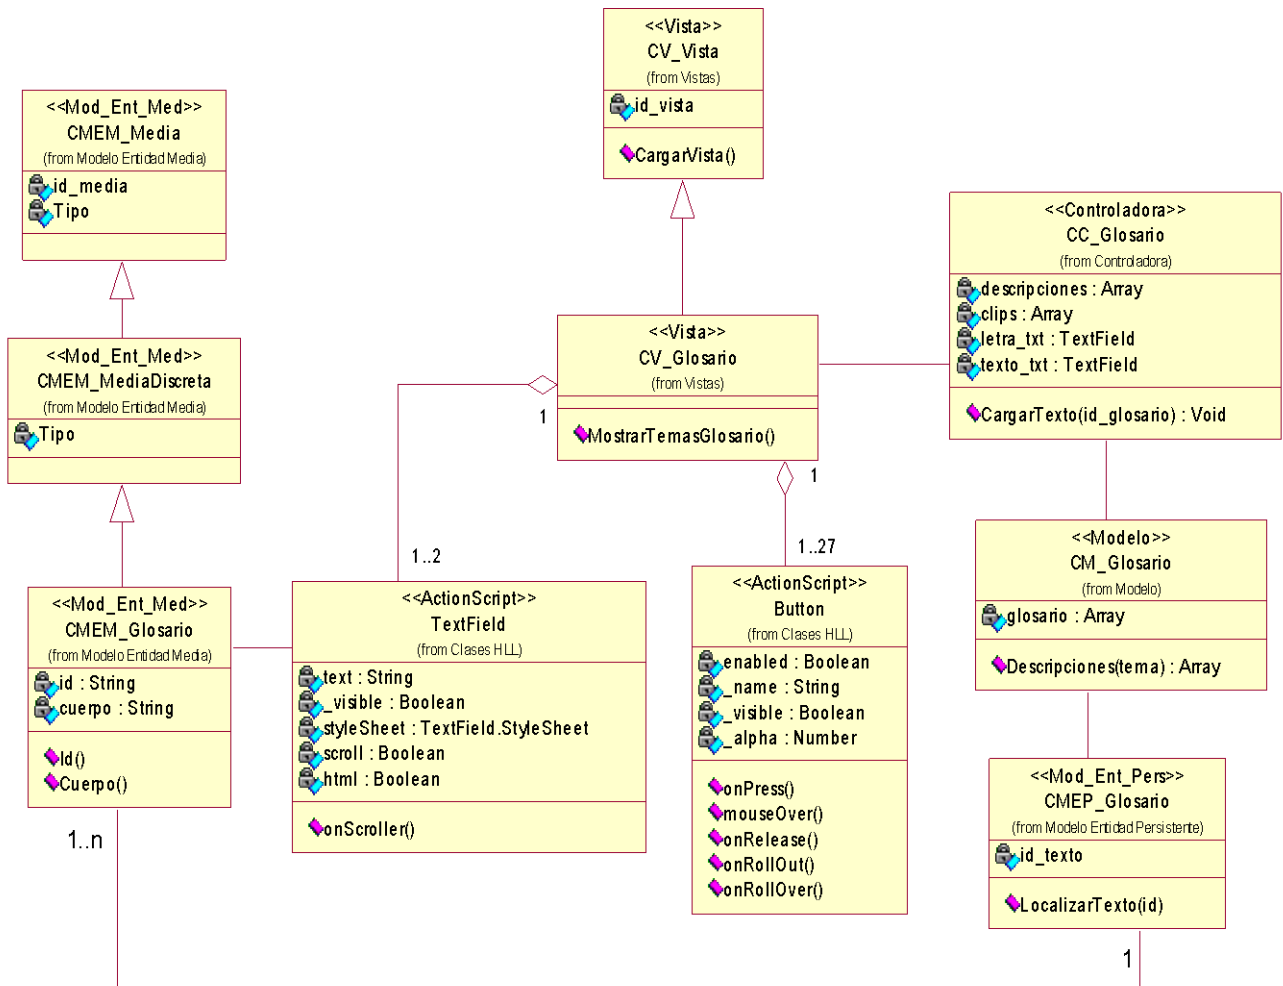 <<Vista>>
CV_Vista
(from Vistas)
id_vista
CargarVista()
<<Mod_Ent_Med>>
CMEM_Media
(from Modelo Entidad Media)
id_media
Tipo
<<Controladora>>
CC_Glosario
(from Controladora)
descripciones : Array
clips : Array
letra_txt : TextField
texto_txt : TextField
CargarTexto(id_glosario) : Void
<<Vista>>
CV_Glosario
(from Vistas)
MostrarTemasGlosario()
<<Mod_Ent_Med>>
CMEM_MediaDiscreta
(from Modelo Entidad Media)
Tipo
1
1
1..2
1..27
<<Modelo>>
CM_Glosario
(from Modelo)
glosario : Array
Descripciones(tema) : Array
<<Mod_Ent_Med>>
CMEM_Glosario
(from Modelo Entidad Media)
id : String
cuerpo : String
Id()
Cuerpo()
1..n
<<ActionScript>>
TextField
(from Clases HLL)
text : String
_visible : Boolean
styleSheet : TextField.StyleSheet
scroll : Boolean
html : Boolean
onScroller()
<<ActionScript>>
Button
(from Clases HLL)
enabled : Boolean
_name : String
_visible : Boolean
_alpha : Number
onPress()
mouseOver()
onRelease()
onRollOut()
onRollOver()
<<Mod_Ent_Pers>>
CMEP_Glosario
(from Modelo Entidad Persistente)
id_texto
LocalizarTexto(id)
1